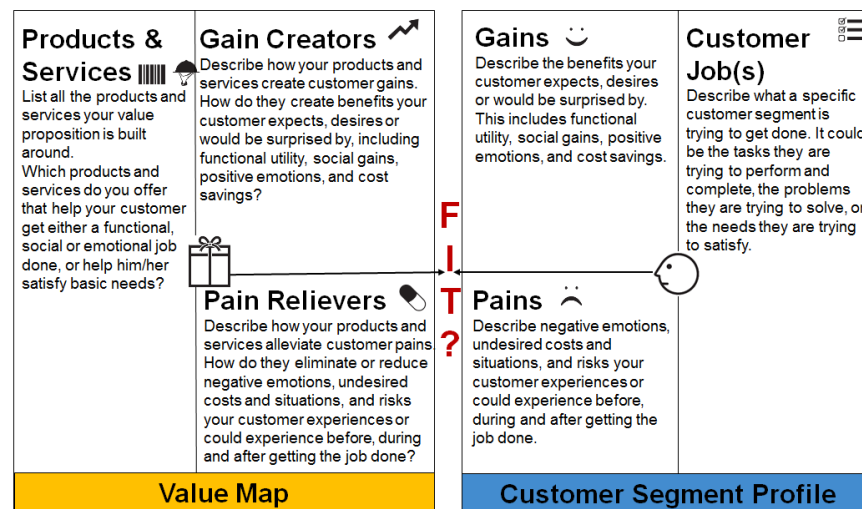 Products &
Services
List all the products and
services your value
proposition is built
around.
Which products and
services do you offer
that help your customer
get either a functional,
social or emotional job
done, or help him/her
satisfy basic needs?
Gain Creators
Describe how your products and
services create customer gains.
How do they create benefits your
customer expects, desires or
would be surprised by, including
functional utility, social gains,
positive emotions, and cost
savings?
Pain Relievers
Describe how your products and
services alleviate customer pains.
How do they eliminate or reduce
negative emotions, undesired
costs and situations, and risks
your customer experiences or
could experience before, during
and after getting the job done?
Value Map
F
I
T
?
Gains
Describe the benefits your
customer expects, desires
or would be surprised by.
This includes functional
utility, social gains, positive
emotions, and cost savings.
Pains
Describe negative emotions,
undesired costs and
situations, and risks your
customer experiences or
could experience before,
during and after getting the
job done.
Customer
Job(s)
Describe what a specific
customer segment is
trying to get done. It could
be the tasks they are
trying to perform and
complete, the problems
they are trying to solve, or
the needs they are trying
to satisfy.
Customer Segment Profile